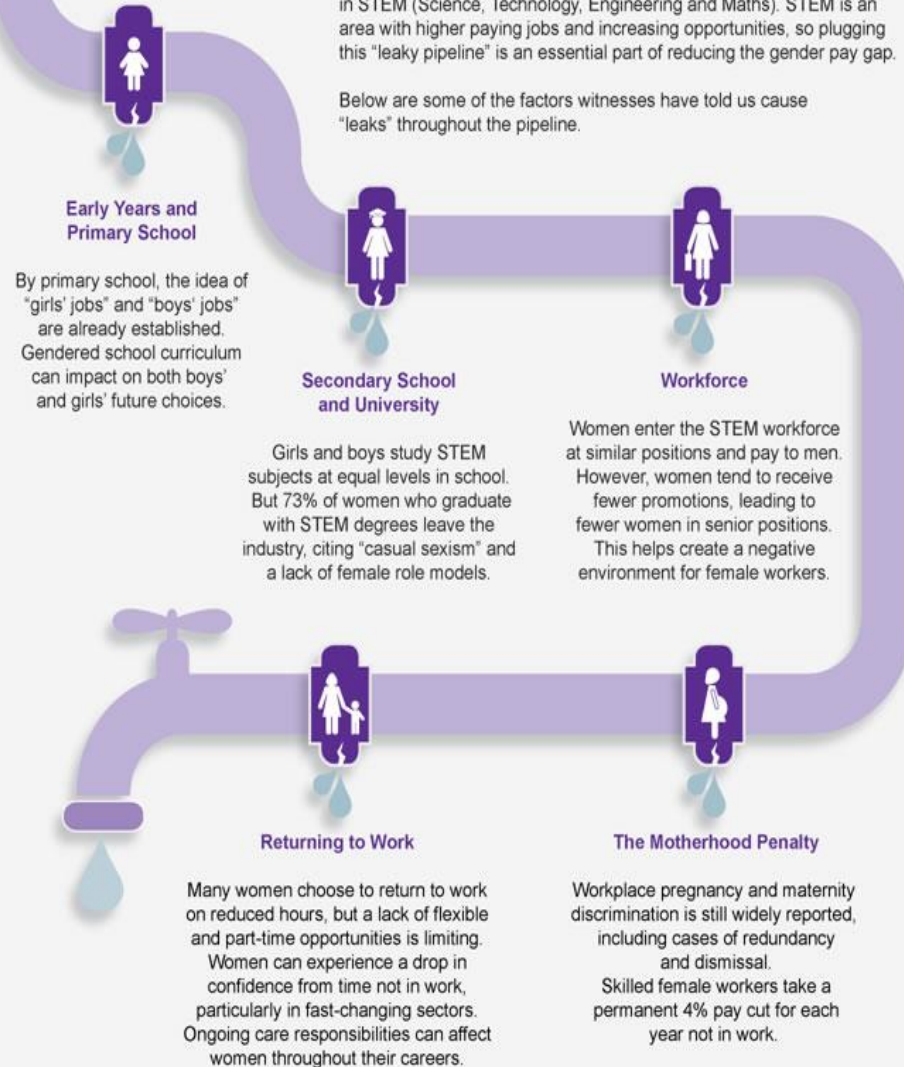 in STEM (Science, Technology, Engineering and Maths). STEM is an
area with higher paying jobs and increasing opportunities, so plugging
this “leaky pipeline” is an essential part of reducing the gender pay gap.
Below are some of the factors witnesses have told us cause
“leaks” throughout the pipeline.
Early Years and
Primary School
By primary school, the idea of
“girls’ jobs” and “boys‘ jobs”
are already established.
Gendered school curriculum
can impact on both boys’
and girls’ future choices.
Secondary School
and University
Girls and boys study STEM
subjects at equal levels in school.
But 73% of women who graduate
with STEM degrees leave the
industry, citing “casual sexism” and
a lack of female role models.
Workforce
Women enter the STEM workforce
at similar positions and pay to men.
However, women tend to receive
fewer promotions, leading to
fewer women in senior positions.
This helps create a negative
environment for female workers.
Returning to Work
Many women choose to return to work
on reduced hours, but a lack of flexible
and part-time opportunities is limiting.
Women can experience a drop in
confidence from time not in work,
particularly in fast-changing sectors.
Ongoing care responsibilities can affect
women throughout their careers.
The Motherhood Penalty
Workplace pregnancy and maternity
discrimination is still widely reported,
including cases of redundancy
and dismissal.
Skilled female workers take a
permanent 4% pay cut for each
year not in work.